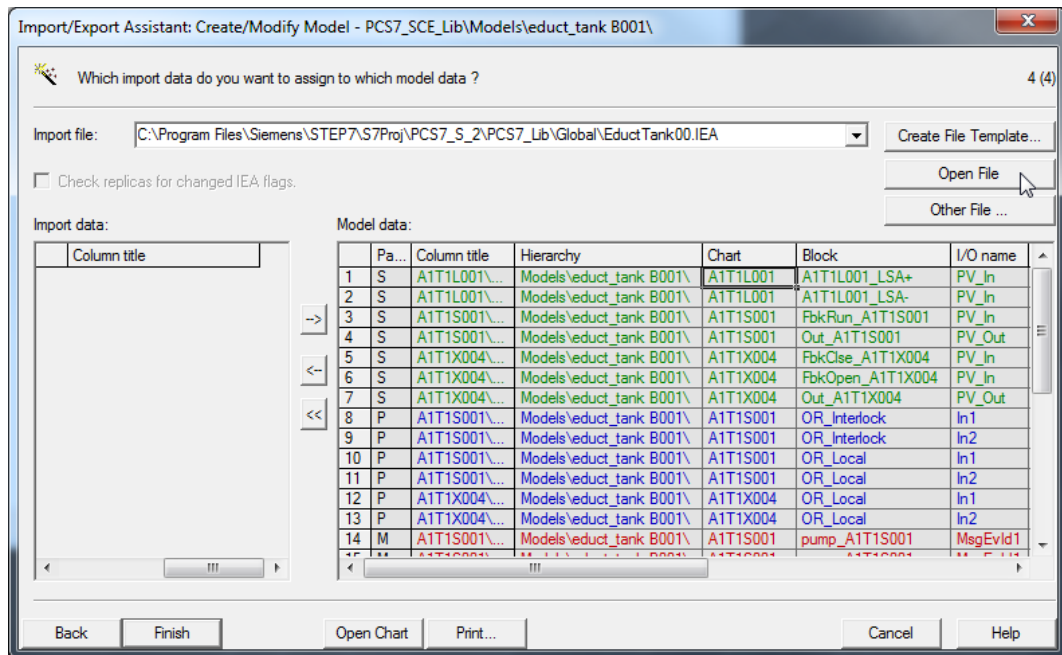 Import/Export Assistant: Create/Modify Model - PCS7_SCE_Lib\Models\educt_tank B001\
Which import data do you want to assign to which model data ?
4 (4)
Import file:
C:\Program Files\Siemens\STEP7\S7Proj\PCS7_S_2\PCS7_Lib\Global\EductTank00.IEA
Create File Template...
Check replicas for changed IEA flags.
Open File
Other File ...
Import data:
Model data:
Column title
Pa... Column title Hierarchy Chart Block I/O name
1 S A1T1L001\... Models\educt_tank B001\ A1T1L001 A1T1L001_LSA+ PV_In
2 S A1T1L001\... Models\educt_tank B001\ A1T1L001 A1T1L001_LSA- PV_In
3 S A1T1S001\... Models\educt_tank B001\ A1T1S001 FbkRun_A1T1S001 PV_In
4 S A1T1S001\... Models\educt_tank B001\ A1T1S001 Out_A1T1S001 PV_Out
5 S A1T1X004\... Models\educt_tank B001\ A1T1X004 FbkClse_A1T1X004 PV_In
6 S A1T1X004\... Models\educt_tank B001\ A1T1X004 FbkOpen_A1T1X004 PV_In
7 S A1T1X004\... Models\educt_tank B001\ A1T1X004 Out_A1T1X004 PV_Out
8 P A1T1S001\... Models\educt_tank B001\ A1T1S001 OR_Interlock In1
9 P A1T1S001\... Models\educt_tank B001\ A1T1S001 OR_Interlock In2
10 P A1T1S001\... Models\educt_tank B001\ A1T1S001 OR_Local In1
11 P A1T1S001\... Models\educt_tank B001\ A1T1S001 OR_Local In2
12 P A1T1X004\... Models\educt_tank B001\ A1T1X004 OR_Local In1
13 P A1T1X004\... Models\educt_tank B001\ A1T1X004 OR_Local In2
14 M A1T1S001\... Models\educt_tank B001\ A1T1S001 pump_A1T1S001 MsgEvId1
-->
<--
<<
Back
Finish
Open Chart
Print...
Cancel
Help